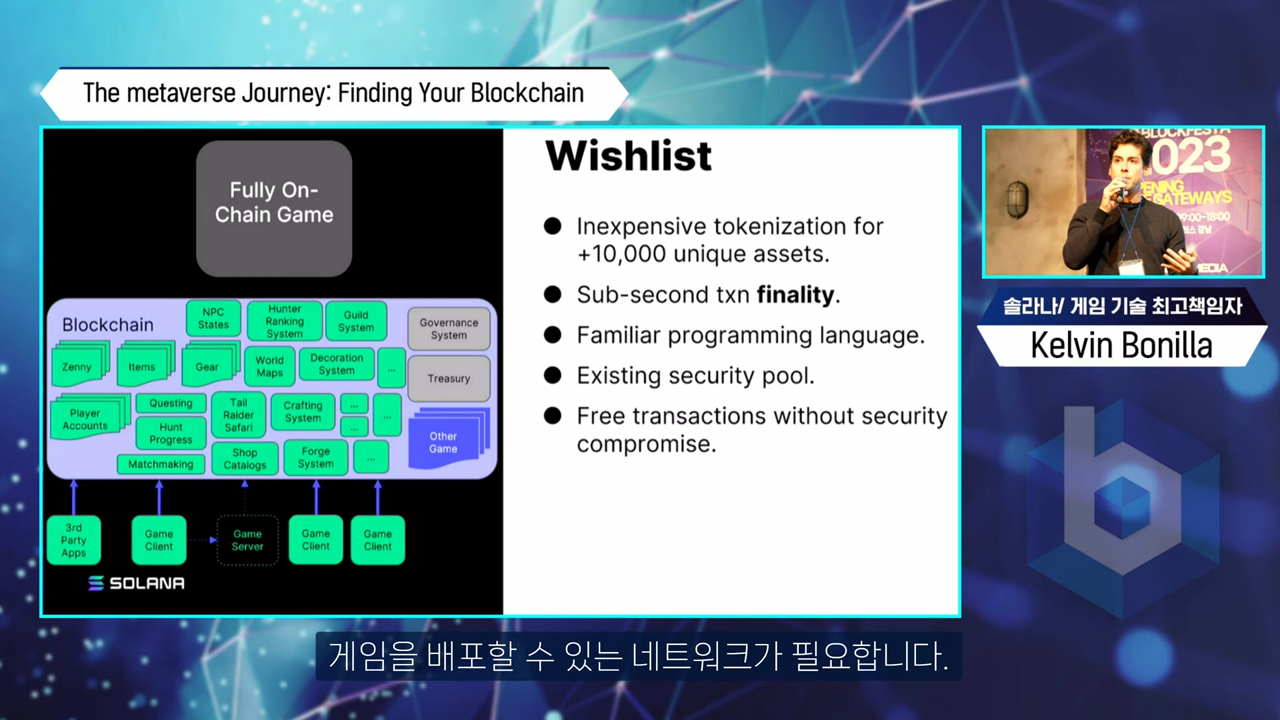 The metaverse Journey: Finding Your Blockchain
Fully On-
Chain Game
Blockchain
NPC
States
Hunter
Ranking
System
Guild
System
Governance
System
Zenny
Items
Gear
World
Maps
Decoration
System
...
Treasury
Player
Accounts
Questing
Hunt
Progress
Matchmaking
Tail
Raider
Safari
Crafting
System
...
...
...
Shop
Catalogs
Forge
System
...
Other
Game
3rd
Party
Apps
Game
Client
Game
Server
Game
Client
Game
Client
SOLANA
Wishlist
● Inexpensive tokenization for
+10,000 unique assets.
● Sub-second txn finality.
● Familiar programming language.
● Existing security pool.
● Free transactions without security
compromise.
BLOCKFESTA
2023
GATEWAYS
09:00-18:00
솔라나/ 게임 기술 최고책임자
Kelvin Bonilla
게임을 배포할 수 있는 네트워크가 필요합니다.